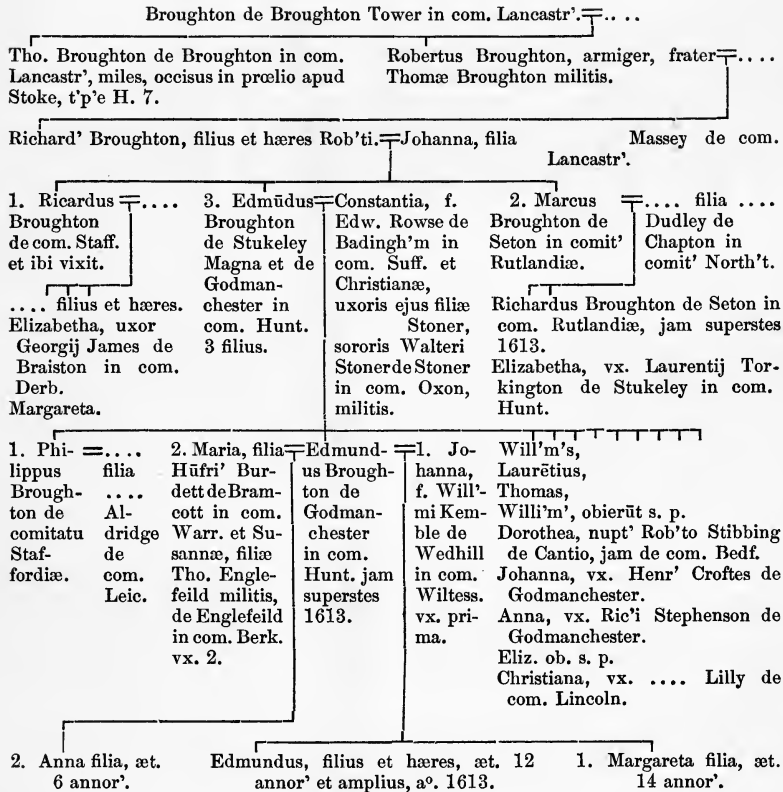 Broughton de Broughton Tower in com. Lancastr'. ....
Tho. Broughton de Broughton in com.
Lancastr', miles, occisus in prœlio apud
Stoke, t'p'e H. 7.
Robertus Broughton, armiger, frater ....
Thomæ Broughton militis.
Richard' Broughton, filius et hæres Rob'ti. Johanna, filia Massey de com.
Lancastr'.
1. Ricardus ....
Broughton
de com. Staff.
et ibi vixit.
.... filius et hæres.
Elizabetha, uxor
Georgij James de
Braiston in com.
Derb.
Margareta.
3. Edmūdus
Broughton
de Stukeley
Magna et de
Godman-
chester in
com. Hunt.
3 filius.
Constantia, f.
Edw. Rowse de
Badingh'm in
com. Suff. et
Christianæ,
uxoris ejus filiæ
Stoner,
sororis Walteri
Stoner de Stoner
in com. Oxon,
militis.
2. Marcus
Broughton de
Seton in comit'
Rutlandiæ.
.... filia ....
Dudley de
Chapton in
comit' North't.
Richardus Broughton de Seton in
com. Rutlandiæ, jam superstes
1613.
Elizabetha, vx. Laurentij Tor-
kington de Stukeley in com.
Hunt.
1. Phi-
lippus
Brough-
ton de
comitatu
Staf-
fordiæ.
....
filia
....
Al-
dridge
de
com.
Leic.
2. Maria, filia
Hūfri' Bur-
dett de Bram-
cott in com.
Warr. et Su-
sannæ, filiæ
Tho. Engle-
feild militis,
de Englefeild
in com. Berk.
vx. 2.
Edmund-
us Brough-
ton de
Godman-
chester
in com.
Hunt. jam
superstes
1613.
1. Jo-
hanna,
f. Will'-
mi Kem-
ble de
Wedhill
in com.
Wiltess.
vx. pri-
ma.
Will'm's,
Laurētius,
Thomas,
Willi'm', obierūt s. p.
Dorothea, nupt' Rob'to Stibbing
de Cantio, jam de com. Bedf.
Johanna, vx. Henr' Croftes de
Godmanchester.
Anna, vx. Ric'i Stephenson de
Godmanchester.
Eliz. ob. s. p.
Christiana, vx. .... Lilly de
com. Lincoln.
2. Anna filia, æt.
6 annor'.
Edmundus, filius et hæres, æt. 12
annor' et amplius, aº. 1613.
1. Margareta filia, æt.
14 annor'.